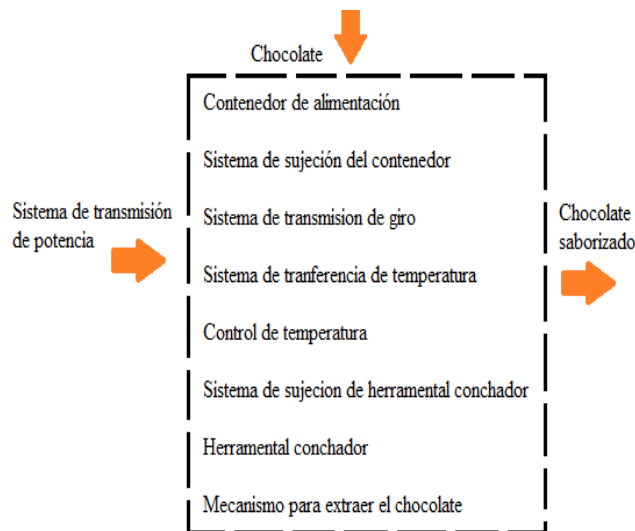 Chocolate
Contenedor de alimentación
Sistema de sujeción del contenedor
Sistema de transmisión
de potencia
Sistema de transmision de giro
Chocolate
saborizado
Sistema de tranferencia de temperatura
Control de temperatura
Sistema de sujecion de herramental conchador
Herramental conchador
Mecanismo para extraer el chocolate